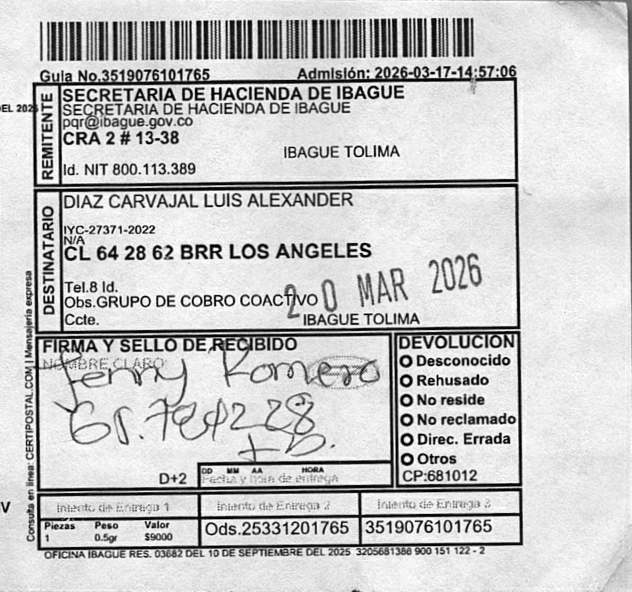 Guia No.3519076101765 Admisión: 2026-03-17-14:57:06
REMITENTE
SECRETARIA DE HACIENDA DE IBAGUE
SECRETARIA DE HACIENDA DE IBAGUE
pqr@ibague.gov.co
CRA 2 # 13-38
IBAGUE TOLIMA
Id. NIT 800.113.389
DESTINATARIO
DIAZ CARVAJAL LUIS ALEXANDER
IYC-27371-2022
N/A
CL 64 28 62 BRR LOS ANGELES
Tel.8 Id.
Obs.GRUPO DE COBRO COACTIVO
Ccte. IBAGUE TOLIMA
20 MAR 2026
FIRMA Y SELLO DE RECIBIDO
NOMBRE CLARO
Jenny Romero
65.784228
D+2
DD MM AA HORA
Fecha y hora de entrega
DEVOLUCION
Desconocido
Rehusado
No reside
No reclamado
Direc. Errada
Otros
CP:681012
Intento de Entrega 1 Intento de Entrega 2 Intento de Entrega 3
Piezas Peso Valor
1 0.5gr $9000
Ods.25331201765 3519076101765
OFICINA IBAGUE RES. 03682 DEL 10 DE SEPTIEMBRE DEL 2025 3205681386 900 151 122 - 2
Consulta en linea: CERTIPOSTAL.COM | Mensajeria expresa